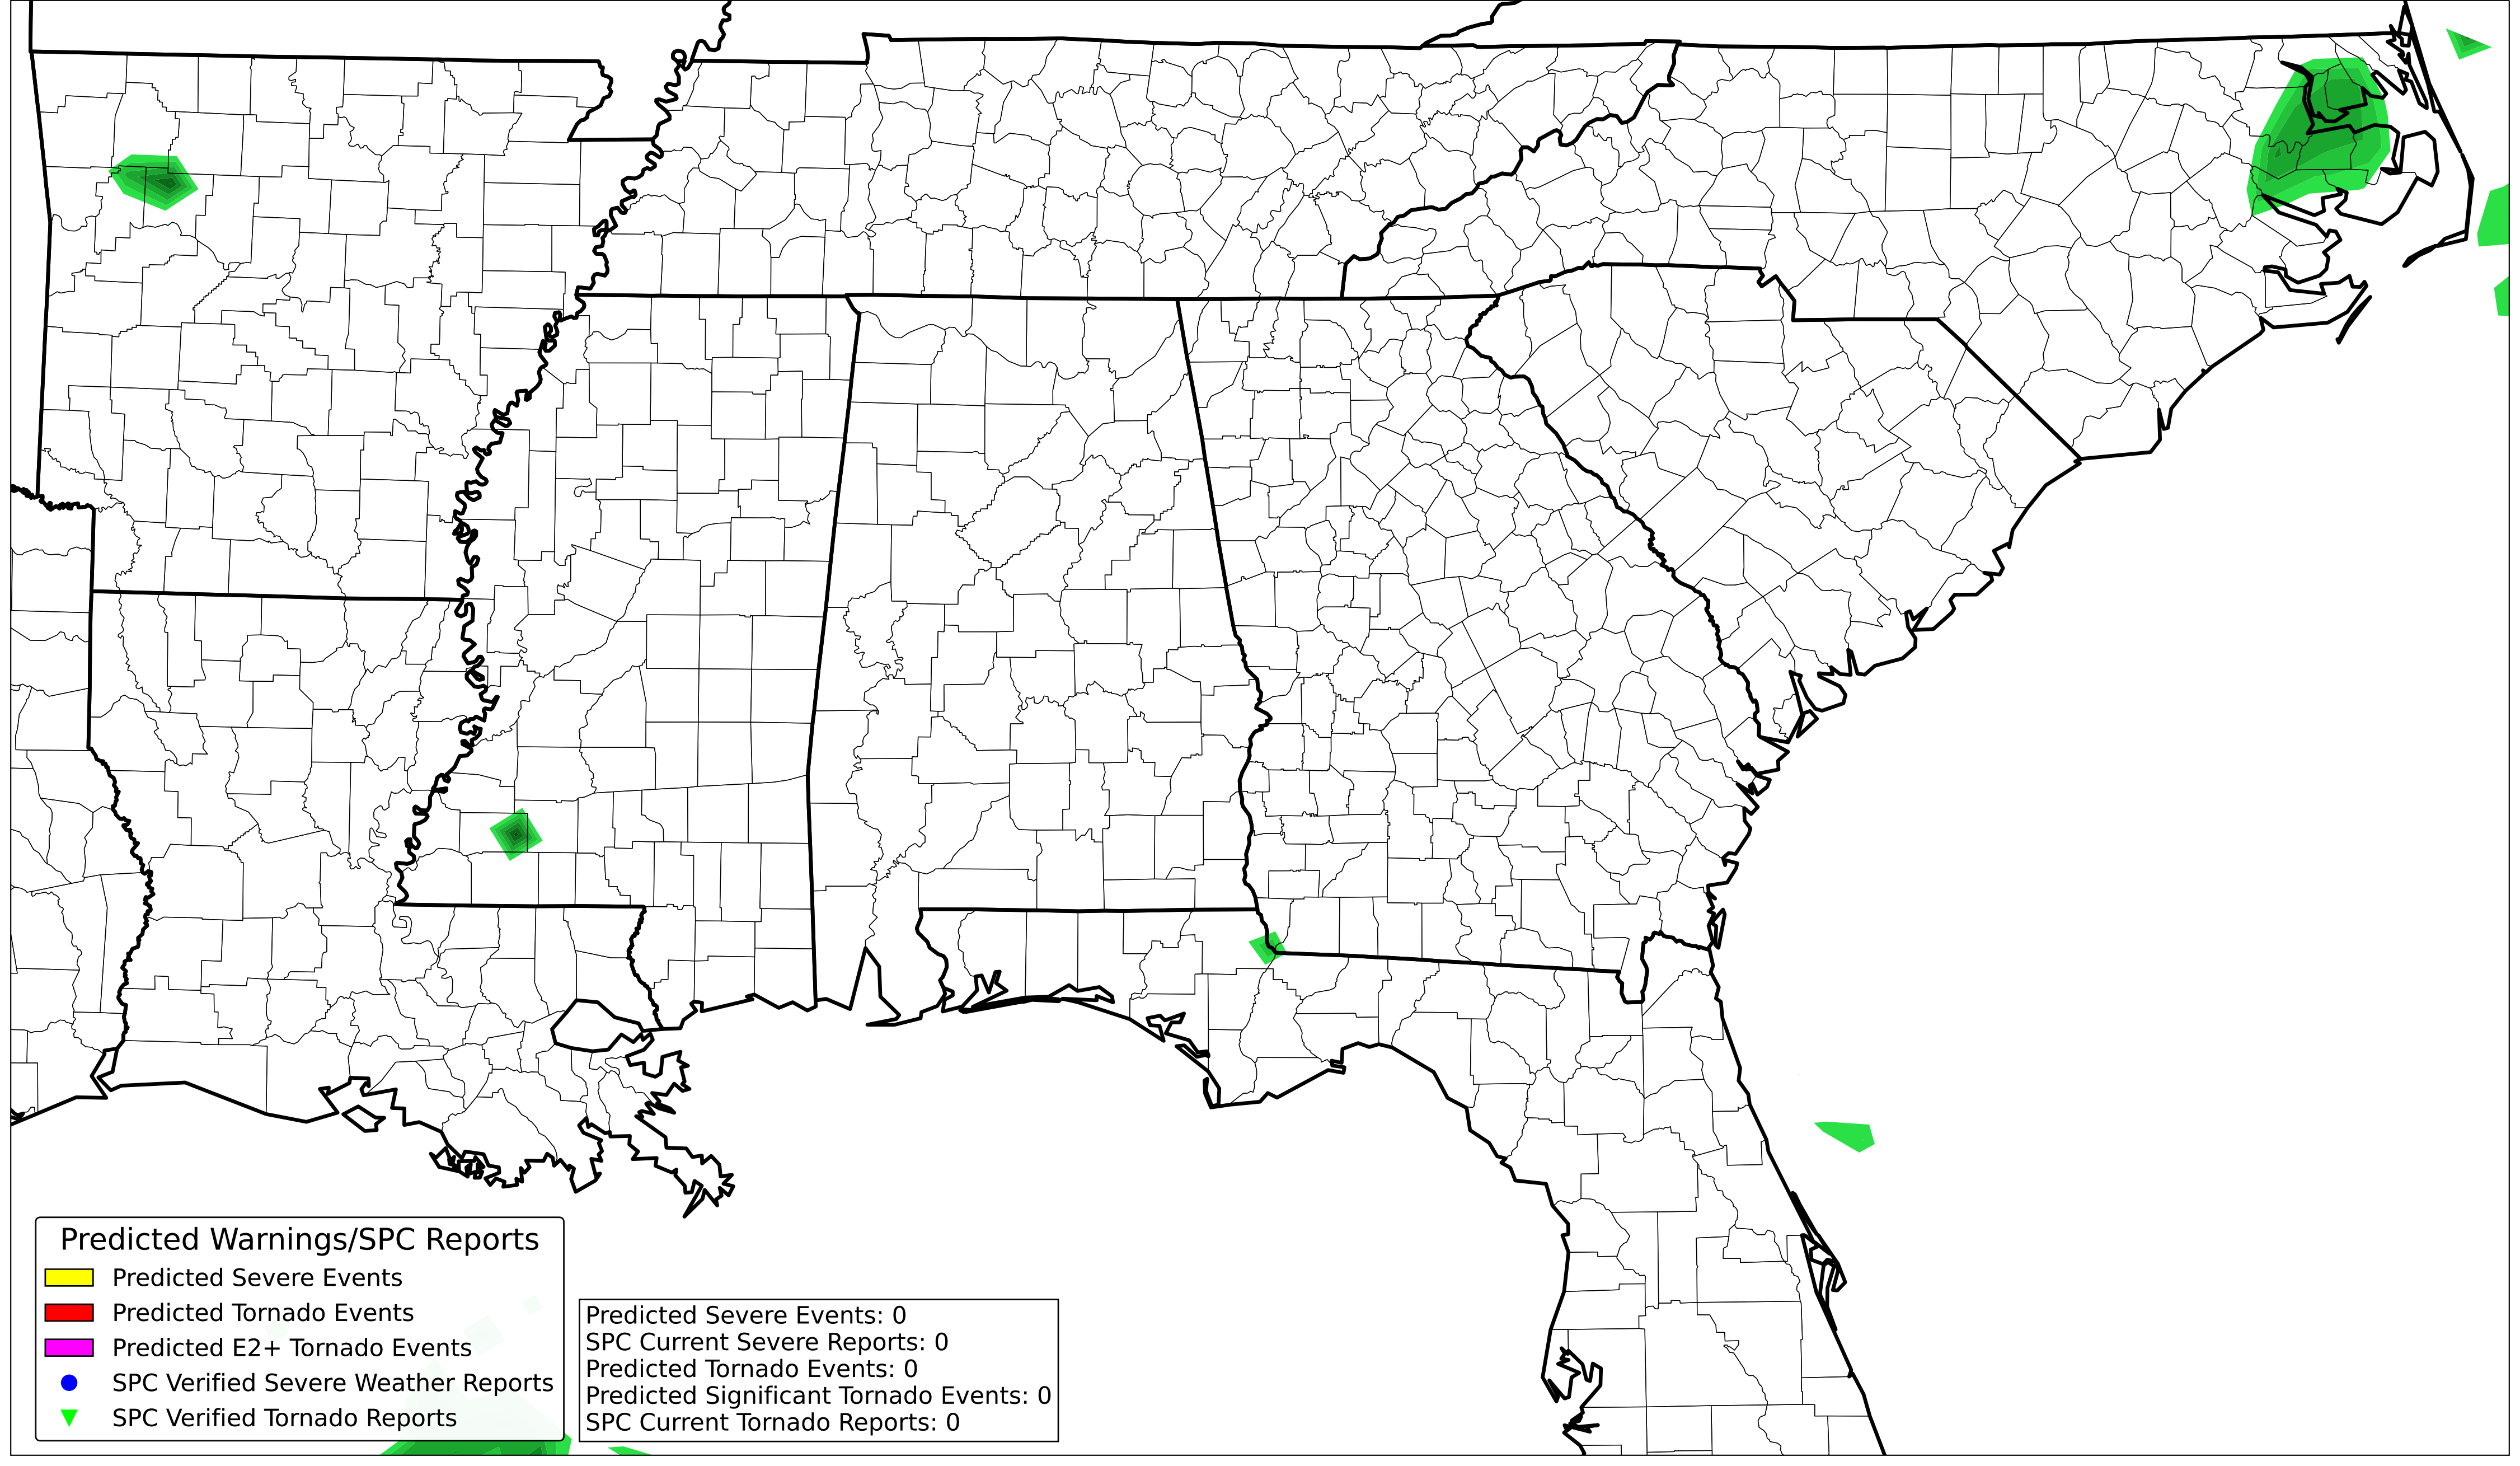 Predicted Warnings/SPC Reports
Predicted Severe Events
Predicted Tornado Events
Predicted E2+ Tornado Events
SPC Verified Severe Weather Reports
SPC Verified Tornado Reports
Predicted Severe Events: 0
SPC Current Severe Reports: 0
Predicted Tornado Events: 0
Predicted Significant Tornado Events: 0
SPC Current Tornado Reports: 0